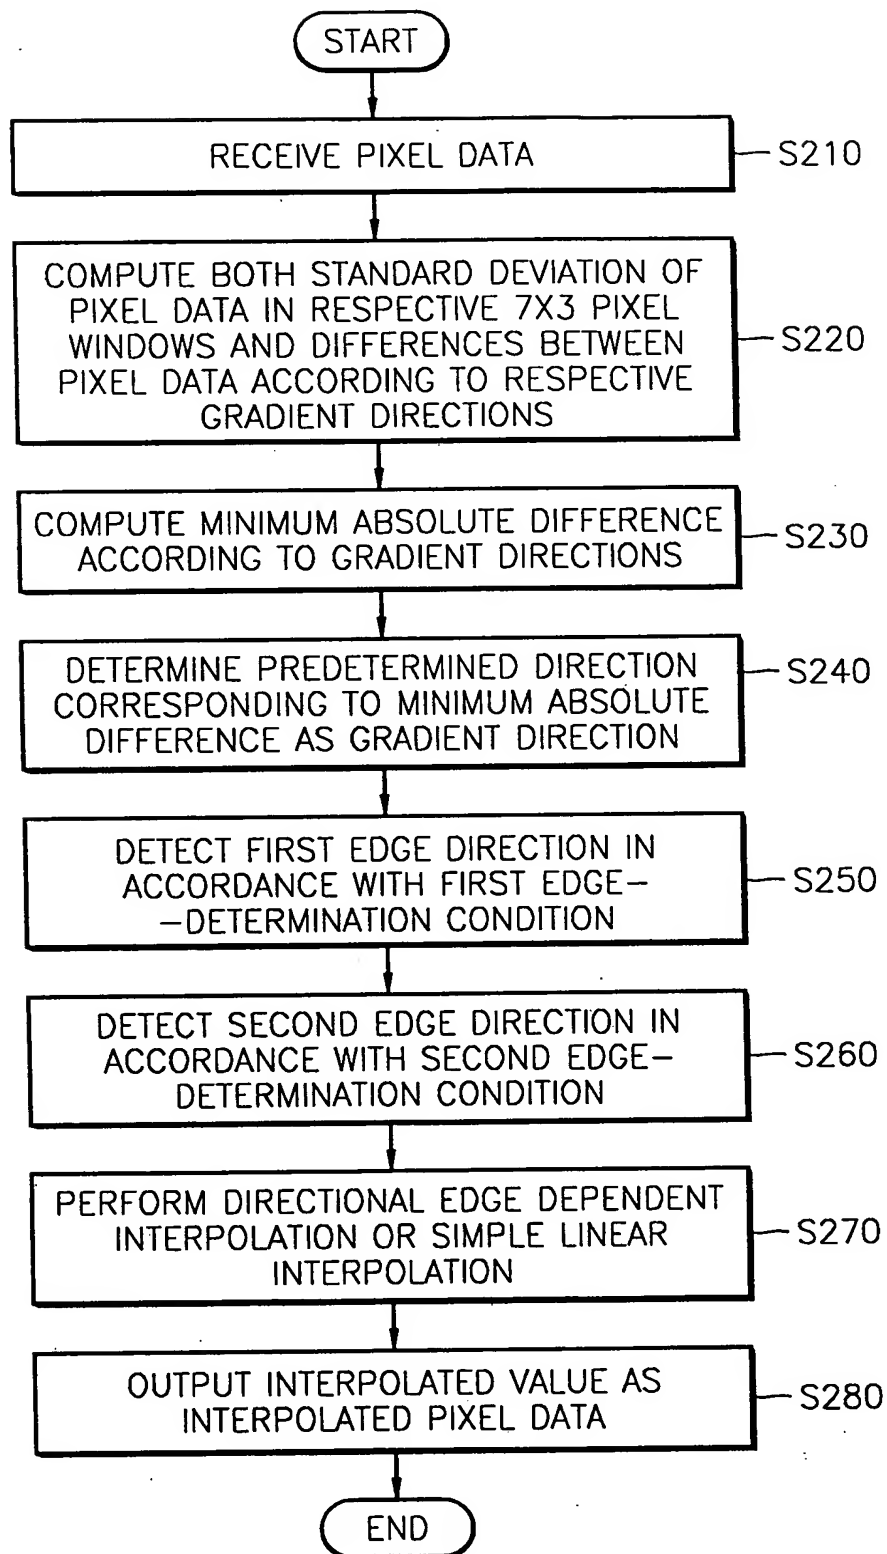 START
RECEIVE PIXEL DATA
S210
COMPUTE BOTH STANDARD DEVIATION OF
PIXEL DATA IN RESPECTIVE 7X3 PIXEL
WINDOWS AND DIFFERENCES BETWEEN
PIXEL DATA ACCORDING TO RESPECTIVE
GRADIENT DIRECTIONS
S220
COMPUTE MINIMUM ABSOLUTE DIFFERENCE
ACCORDING TO GRADIENT DIRECTIONS
S230
DETERMINE PREDETERMINED DIRECTION
CORRESPONDING TO MINIMUM ABSOLUTE
DIFFERENCE AS GRADIENT DIRECTION
S240
DETECT FIRST EDGE DIRECTION IN
ACCORDANCE WITH FIRST EDGE-
-DETERMINATION CONDITION
S250
DETECT SECOND EDGE DIRECTION IN
ACCORDANCE WITH SECOND EDGE-
DETERMINATION CONDITION
S260
PERFORM DIRECTIONAL EDGE DEPENDENT
INTERPOLATION OR SIMPLE LINEAR
INTERPOLATION
S270
OUTPUT INTERPOLATED VALUE AS
INTERPOLATED PIXEL DATA
S280
END